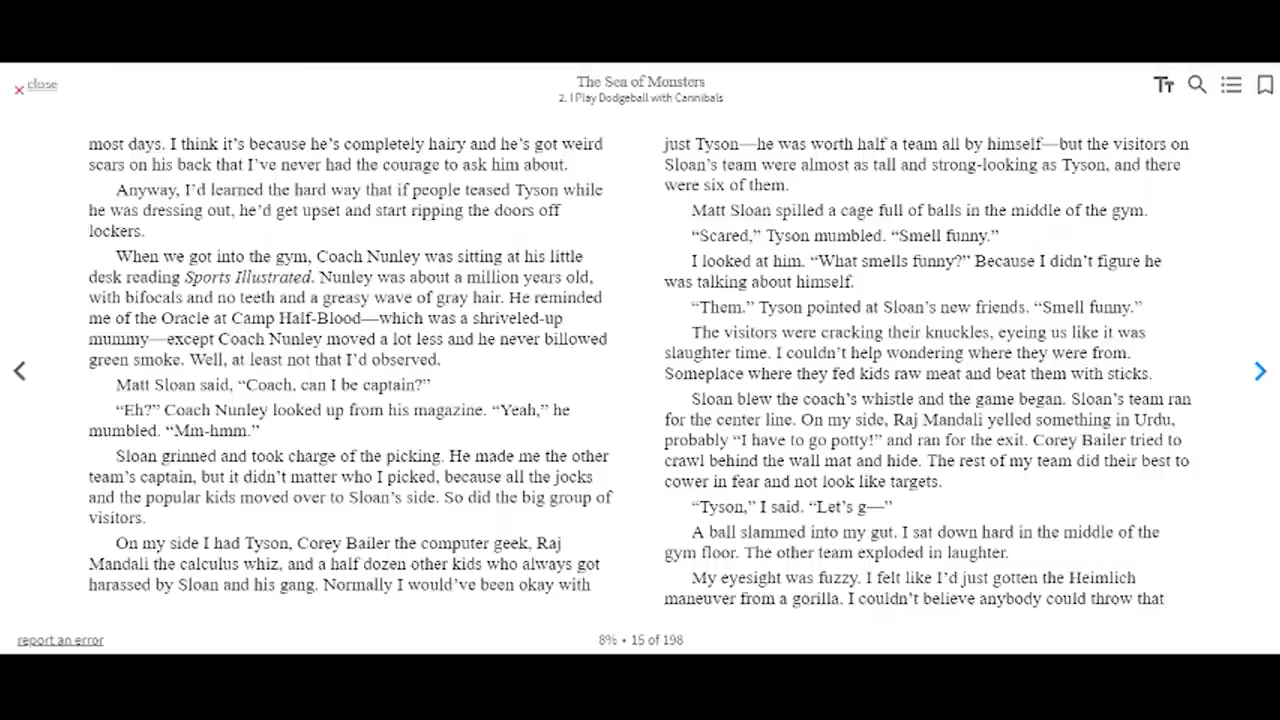 close
The Sea of Monsters
2. I Play Dodgeball with Cannibals
most days. I think it's because he's completely hairy and he's got weird
scars on his back that I've never had the courage to ask him about.
Anyway, I'd learned the hard way that if people teased Tyson while
he was dressing out, he'd get upset and start ripping the doors off
lockers.
When we got into the gym, Coach Nunley was sitting at his little
desk reading Sports Illustrated. Nunley was about a million years old,
with bifocals and no teeth and a greasy wave of gray hair. He reminded
me of the Oracle at Camp Half-Blood—which was a shriveled-up
mummy—except Coach Nunley moved a lot less and he never billowed
green smoke. Well, at least not that I'd observed.
Matt Sloan said, “Coach, can I be captain?”
“Eh?” Coach Nunley looked up from his magazine. “Yeah,” he
mumbled. “Mm-hmm.”
Sloan grinned and took charge of the picking. He made me the other
team's captain, but it didn't matter who I picked, because all the jocks
and the popular kids moved over to Sloan's side. So did the big group of
visitors.
On my side I had Tyson, Corey Bailer the computer geek, Raj
Mandali the calculus whiz, and a half dozen other kids who always got
harassed by Sloan and his gang. Normally I would've been okay with
just Tyson—he was worth half a team all by himself—but the visitors on
Sloan's team were almost as tall and strong-looking as Tyson, and there
were six of them.
Matt Sloan spilled a cage full of balls in the middle of the gym.
“Scared,” Tyson mumbled. “Smell funny.”
I looked at him. “What smells funny?” Because I didn't figure he
was talking about himself.
“Them.” Tyson pointed at Sloan's new friends. “Smell funny.”
The visitors were cracking their knuckles, eyeing us like it was
slaughter time. I couldn't help wondering where they were from.
Someplace where they fed kids raw meat and beat them with sticks.
Sloan blew the coach's whistle and the game began. Sloan's team ran
for the center line. On my side, Raj Mandali yelled something in Urdu,
probably “I have to go potty!” and ran for the exit. Corey Bailer tried to
crawl behind the wall mat and hide. The rest of my team did their best to
cower in fear and not look like targets.
“Tyson,” I said. “Let's g—”
A ball slammed into my gut. I sat down hard in the middle of the
gym floor. The other team exploded in laughter.
My eyesight was fuzzy. I felt like I'd just gotten the Heimlich
maneuver from a gorilla. I couldn't believe anybody could throw that
report an error
8% • 15 of 198